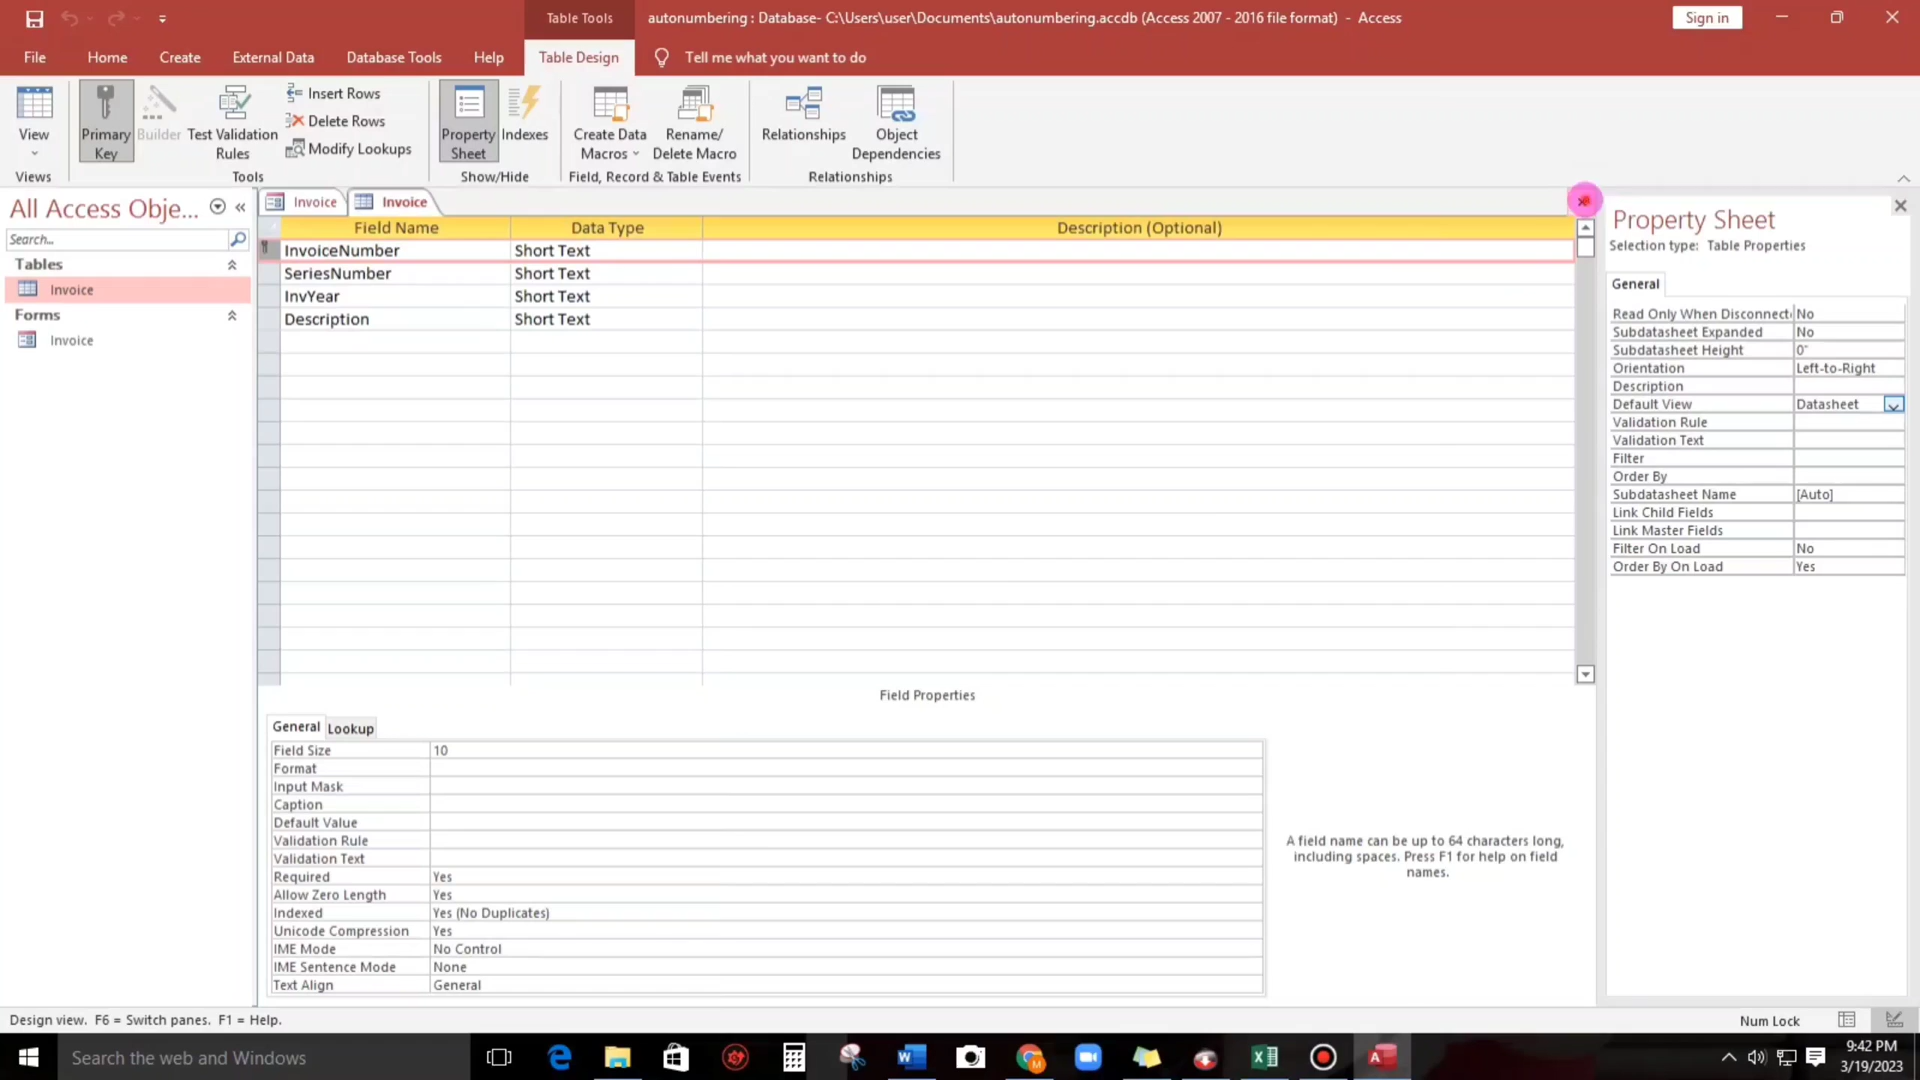 Table Tools
autonumbering : Database- C:\Users\user\Documents\autonumbering.accdb (Access 2007 - 2016 file format) - Access
Sign in
File Home Create External Data Database Tools Help Table Design Tell me what you want to do
View
Primary Key
Builder
Test Validation Rules
Insert Rows
Delete Rows
Modify Lookups
Property Sheet
Indexes
Create Data Macros
Rename/ Delete Macro
Relationships
Object Dependencies
Views Tools Show/Hide Field, Record & Table Events Relationships
All Access Obje...
Search...
Tables
Invoice
Forms
Invoice
Invoice Invoice
Field Name Data Type Description (Optional)
InvoiceNumber Short Text
SeriesNumber Short Text
InvYear Short Text
Description Short Text
Field Properties
General Lookup
Field Size 10
Format
Input Mask
Caption
Default Value
Validation Rule
Validation Text
Required Yes
Allow Zero Length Yes
Indexed Yes (No Duplicates)
Unicode Compression Yes
IME Mode No Control
IME Sentence Mode None
Text Align General
A field name can be up to 64 characters long,
including spaces. Press F1 for help on field
names.
Property Sheet
Selection type: Table Properties
General
Read Only When Disconnect No
Subdatasheet Expanded No
Subdatasheet Height 0"
Orientation Left-to-Right
Description
Default View Datasheet
Validation Rule
Validation Text
Filter
Order By
Subdatasheet Name [Auto]
Link Child Fields
Link Master Fields
Filter On Load No
Order By On Load Yes
Design view. F6 = Switch panes. F1 = Help.
Num Lock
Search the web and Windows
9:42 PM
3/19/2023